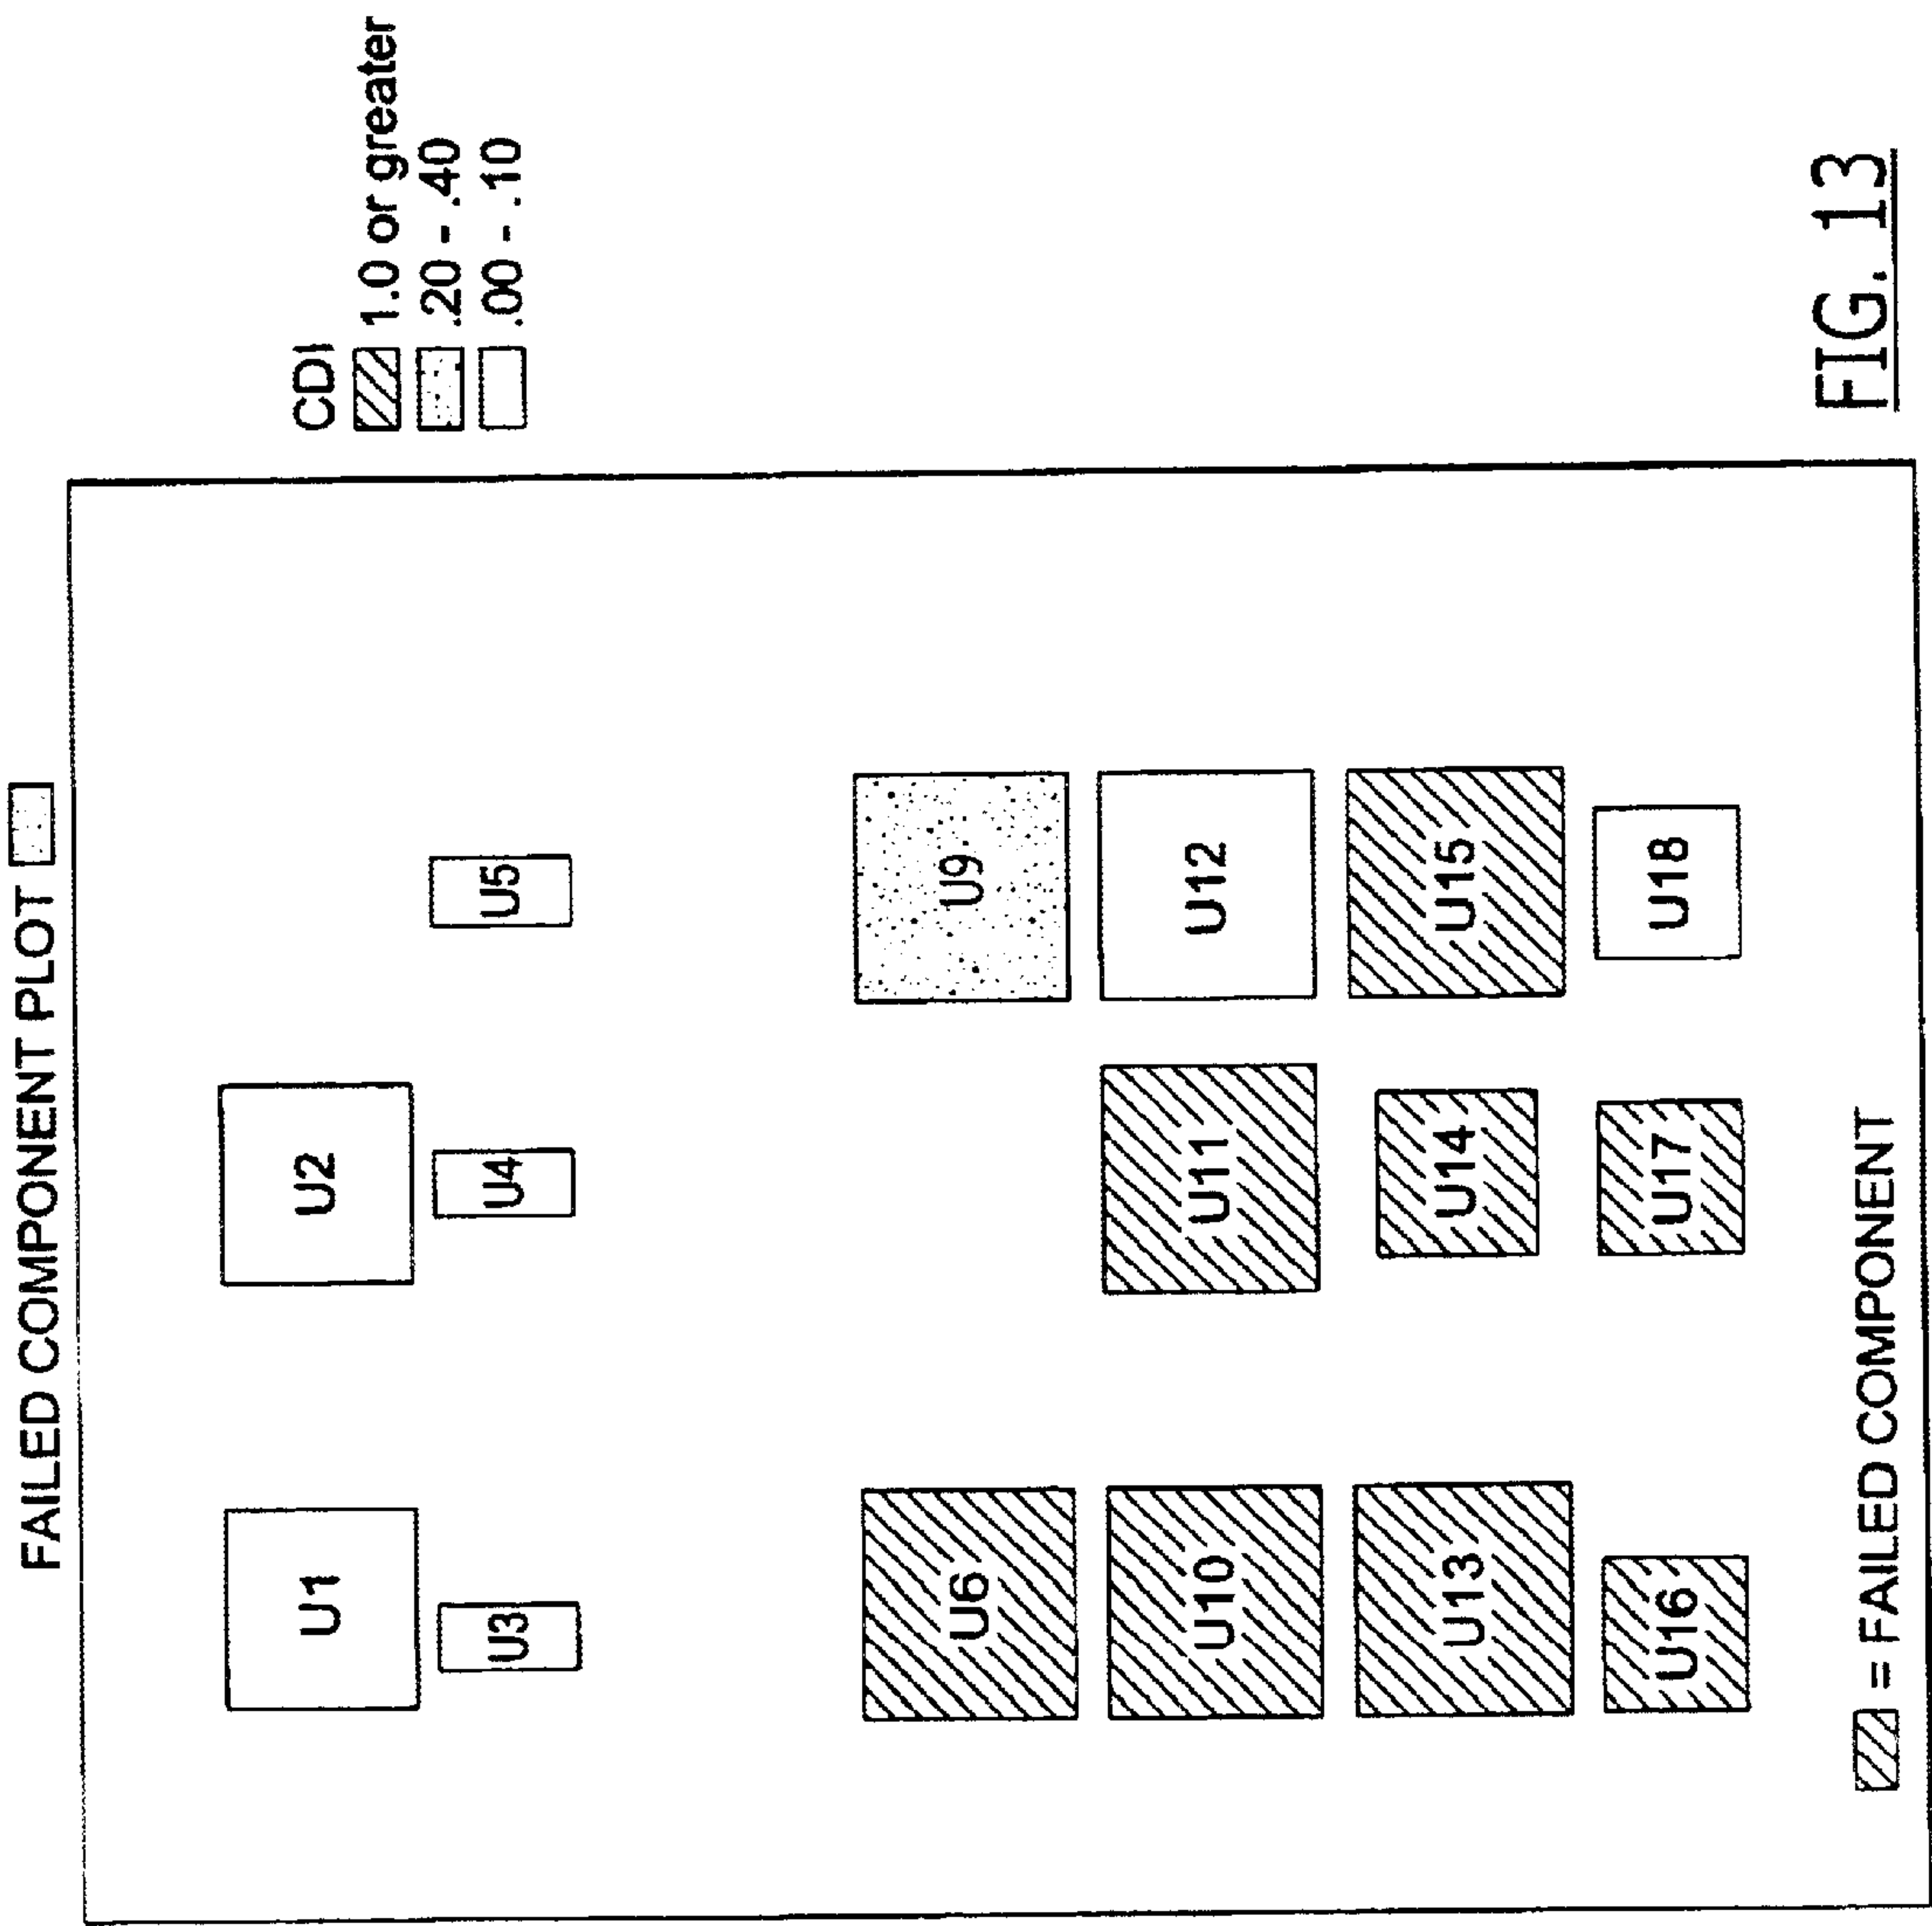 FAILED COMPONENT PLOT
CDI
1.0 or greater
.20 - .40
.00 - .10
U1
U2
U3
U4
U5
U6
U9
U10
U11
U12
U13
U14
U15
U16
U17
U18
= FAILED COMPONENT
FIG. 13